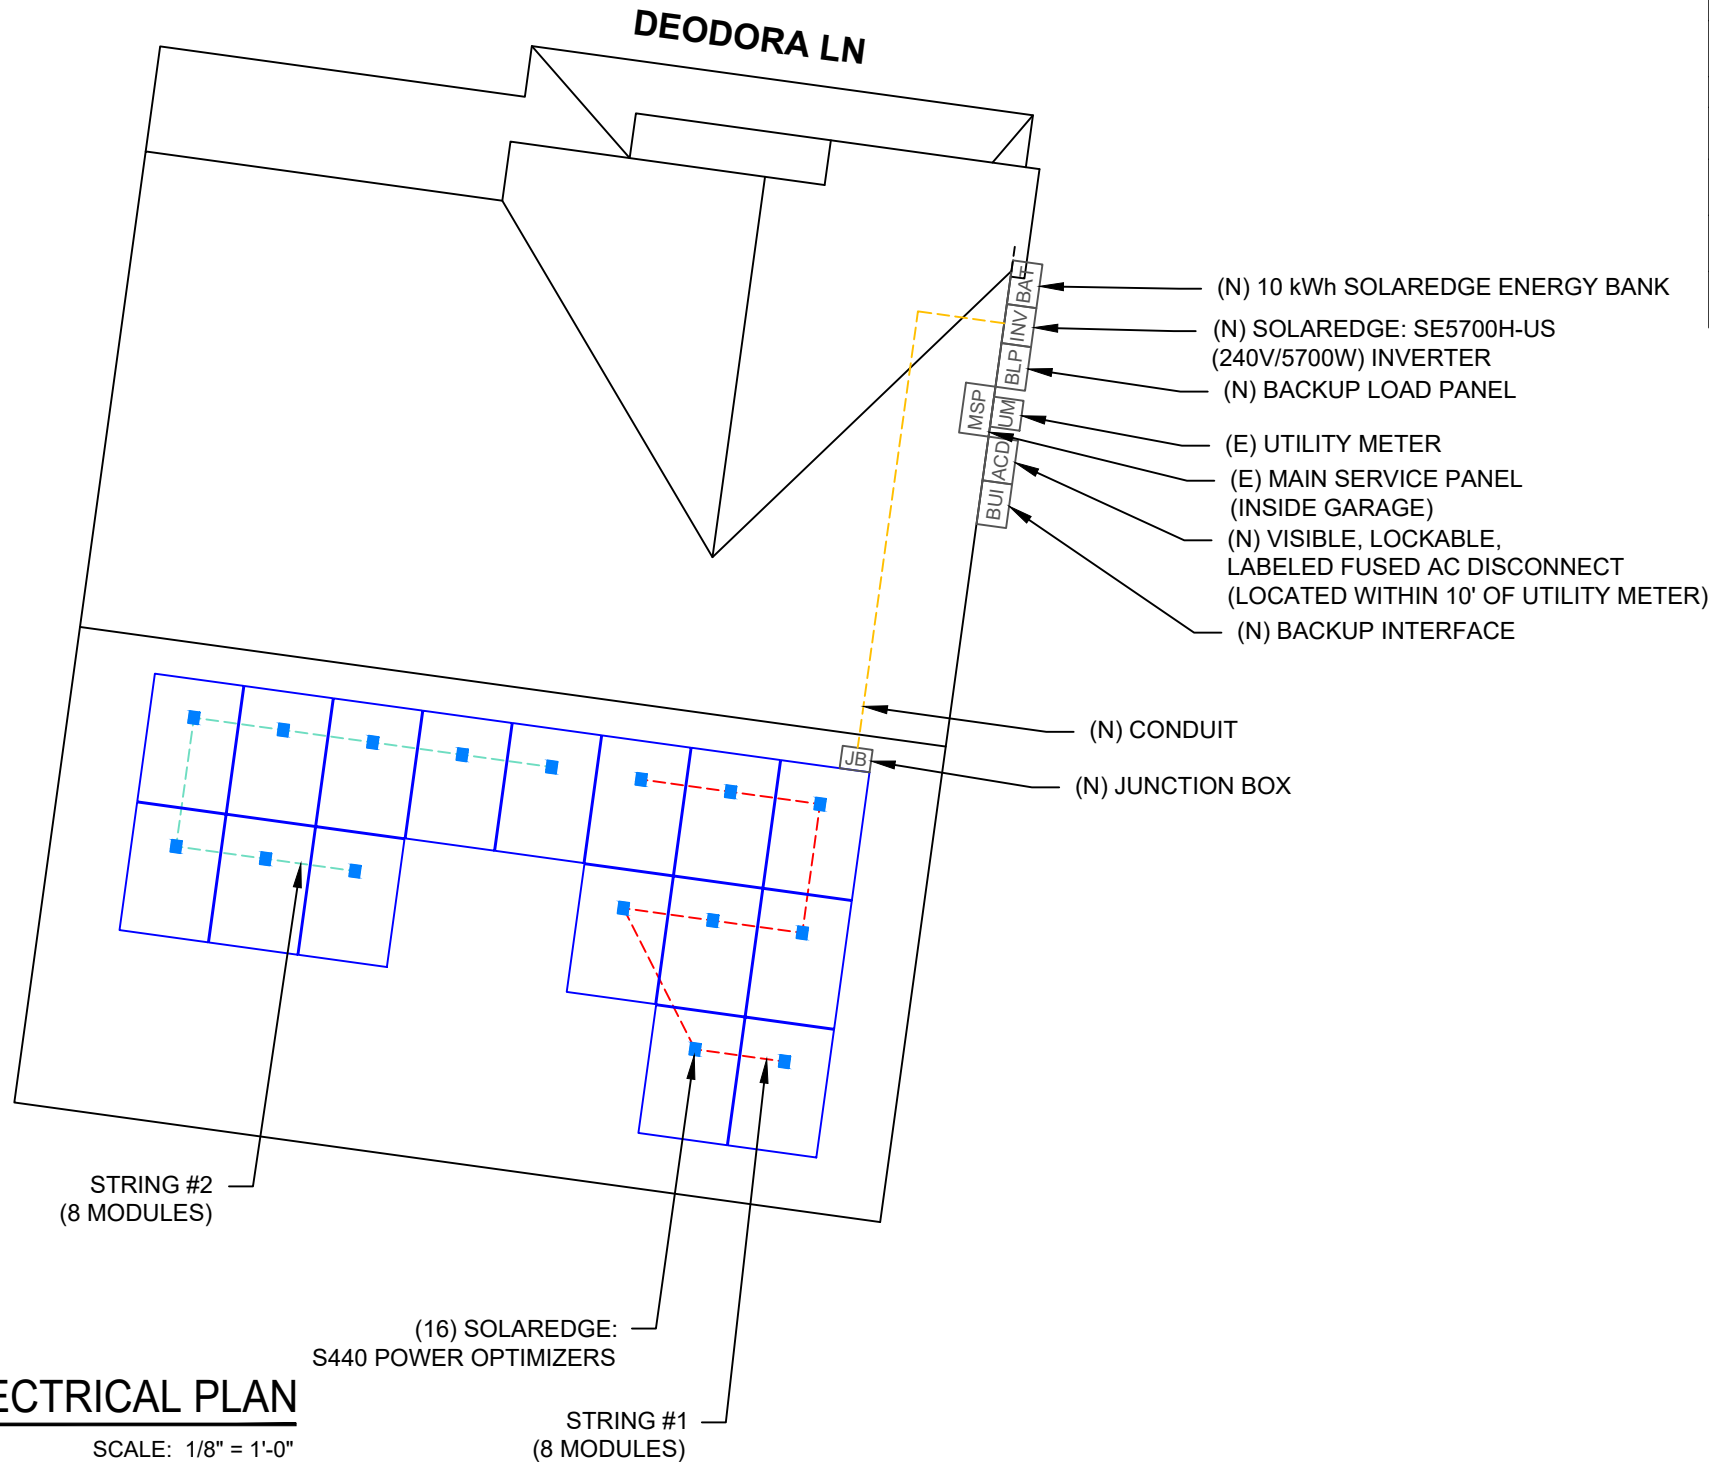 DEODORA LN
BAT
INV
BLP
MSP
UM
ACD
BUI
(N) 10 kWh SOLAREDGE ENERGY BANK
(N) SOLAREDGE: SE5700H-US
(240V/5700W) INVERTER
(N) BACKUP LOAD PANEL
(E) UTILITY METER
(E) MAIN SERVICE PANEL
(INSIDE GARAGE)
(N) VISIBLE, LOCKABLE,
LABELED FUSED AC DISCONNECT
(LOCATED WITHIN 10' OF UTILITY METER)
(N) BACKUP INTERFACE
(N) CONDUIT
JB
(N) JUNCTION BOX
STRING #2
(8 MODULES)
(16) SOLAREDGE:
S440 POWER OPTIMIZERS
STRING #1
(8 MODULES)
ECTRICAL PLAN
SCALE: 1/8" = 1'-0"